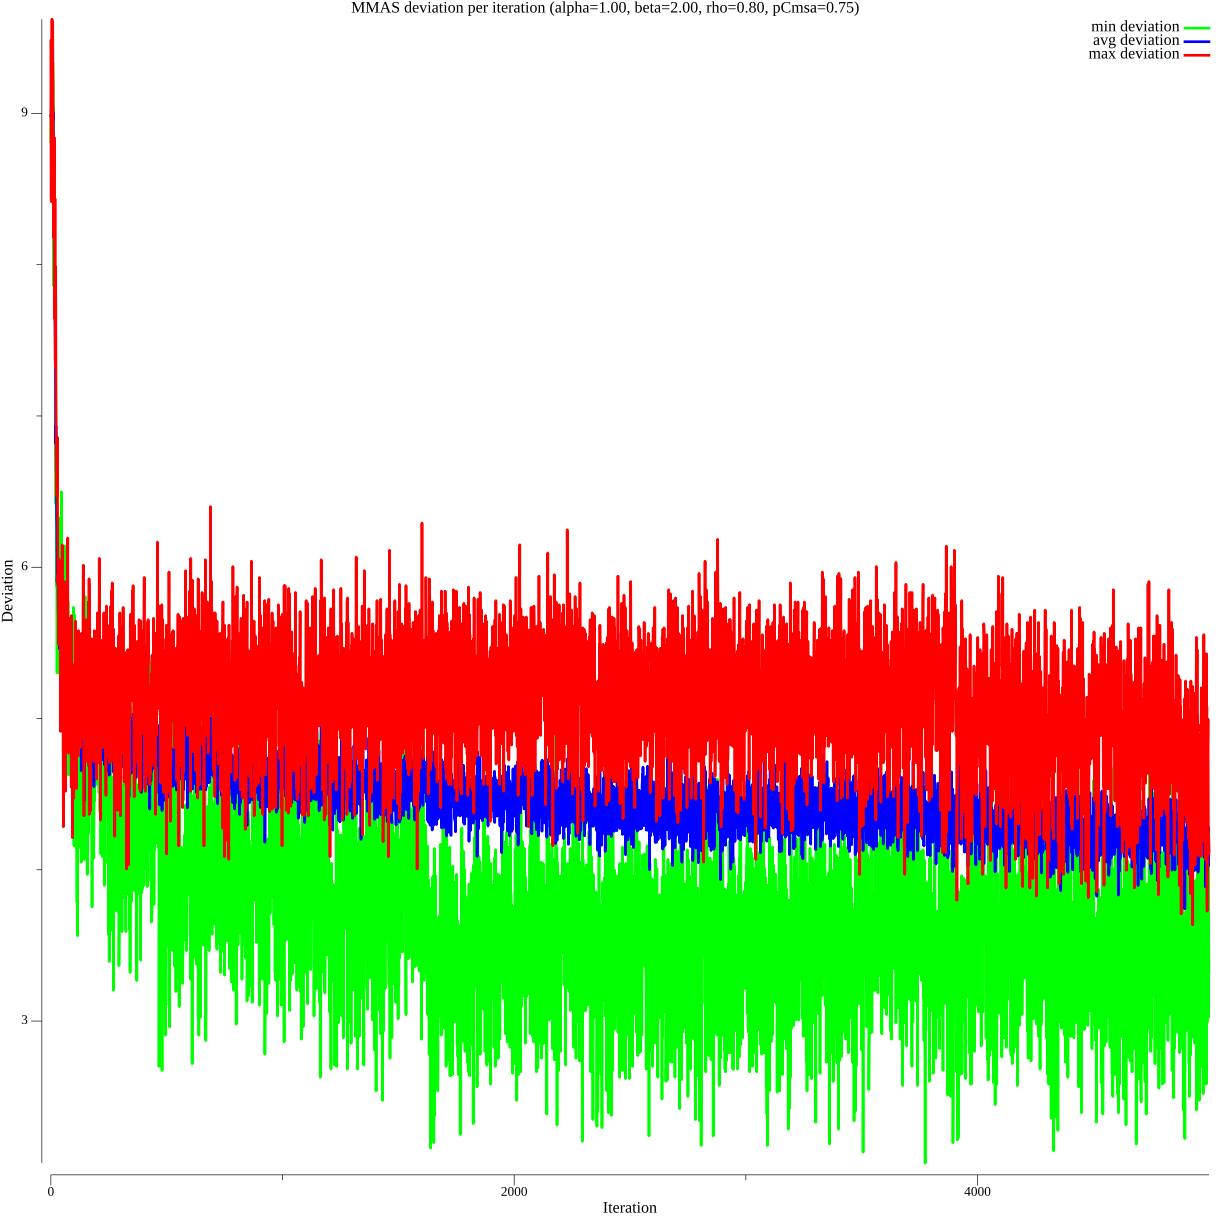 MMAS deviation per iteration (alpha=1.00, beta=2.00, rho=0.80, pCmsa=0.75)
min deviation
avg deviation
max deviation
9
6
3
Deviation
0
2000
4000
Iteration